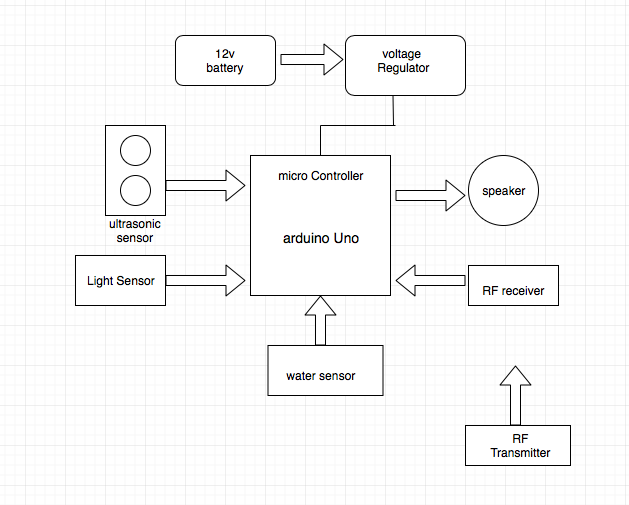 12v
battery
voltage
Regulator
micro Controller
arduino Uno
speaker
ultrasonic
sensor
Light Sensor
RF receiver
water sensor
RF
Transmitter